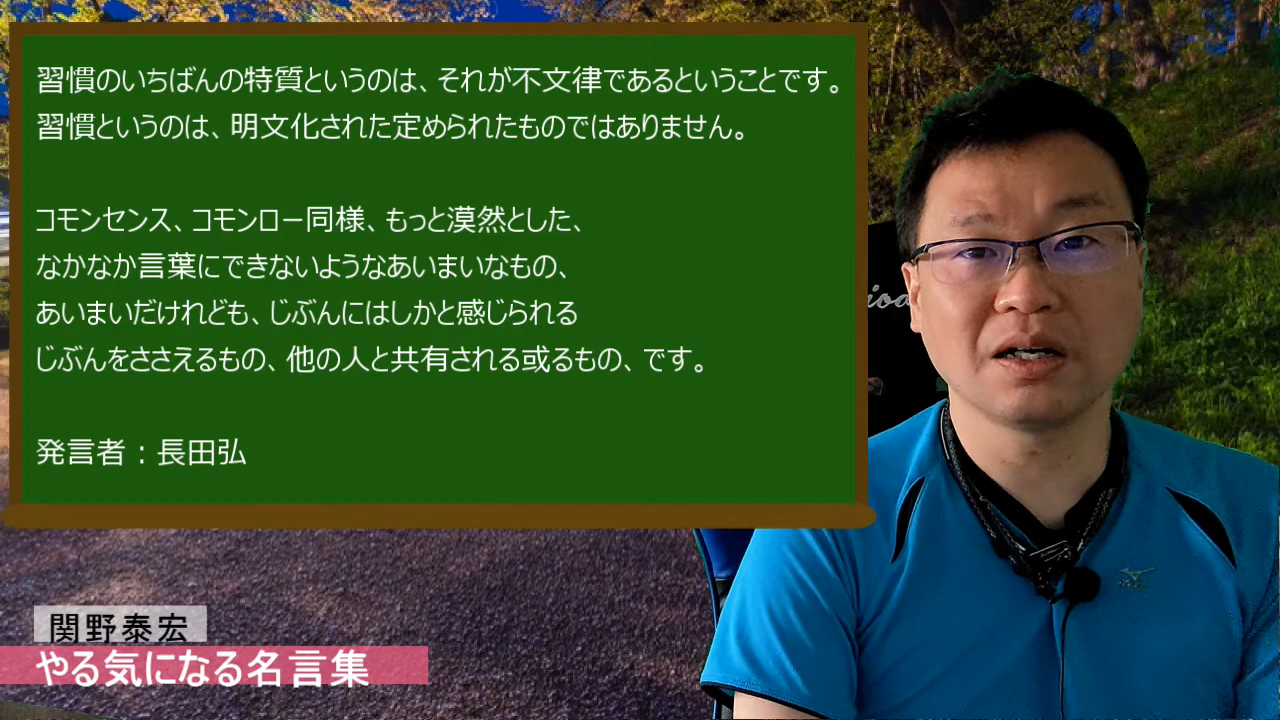 習慣のいちばんの特質というのは、それが不文律であるということです。
習慣というのは、明文化された定められたものではありません。
コモンセンス、コモンロー同様、もっと漠然とした、
なかなか言葉にできないようなあいまいなもの、
あいまいだけれども、じぶんにはしかと感じられる
じぶんをささえるもの、他の人と共有される或るもの、です。
発言者：長田弘
関野泰宏
やる気になる名言集